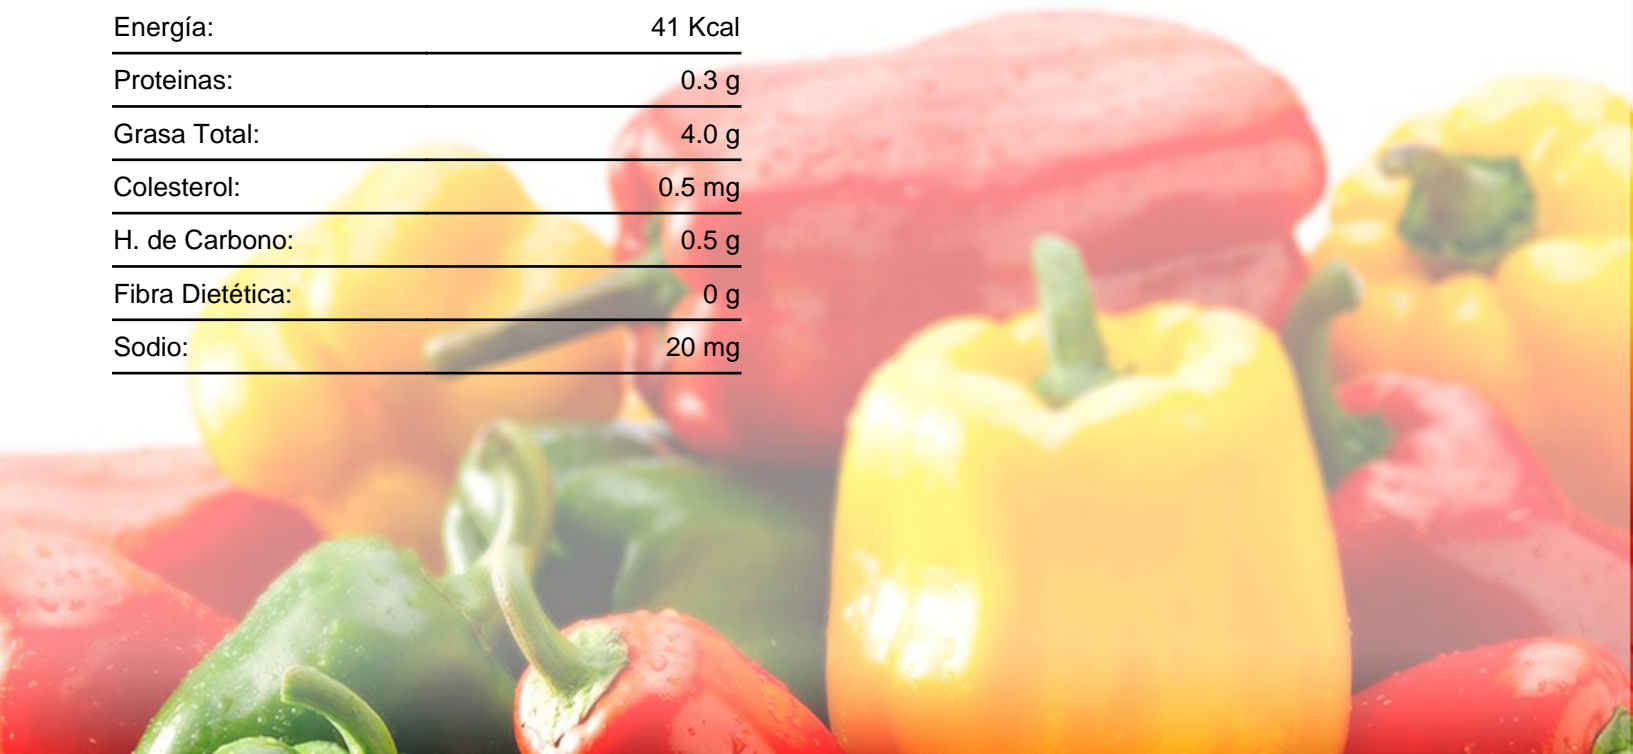 Energía: 41 Kcal
Proteinas: 0.3 g
Grasa Total: 4.0 g
Colesterol: 0.5 mg
H. de Carbono: 0.5 g
Fibra Dietética: 0 g
Sodio: 20 mg